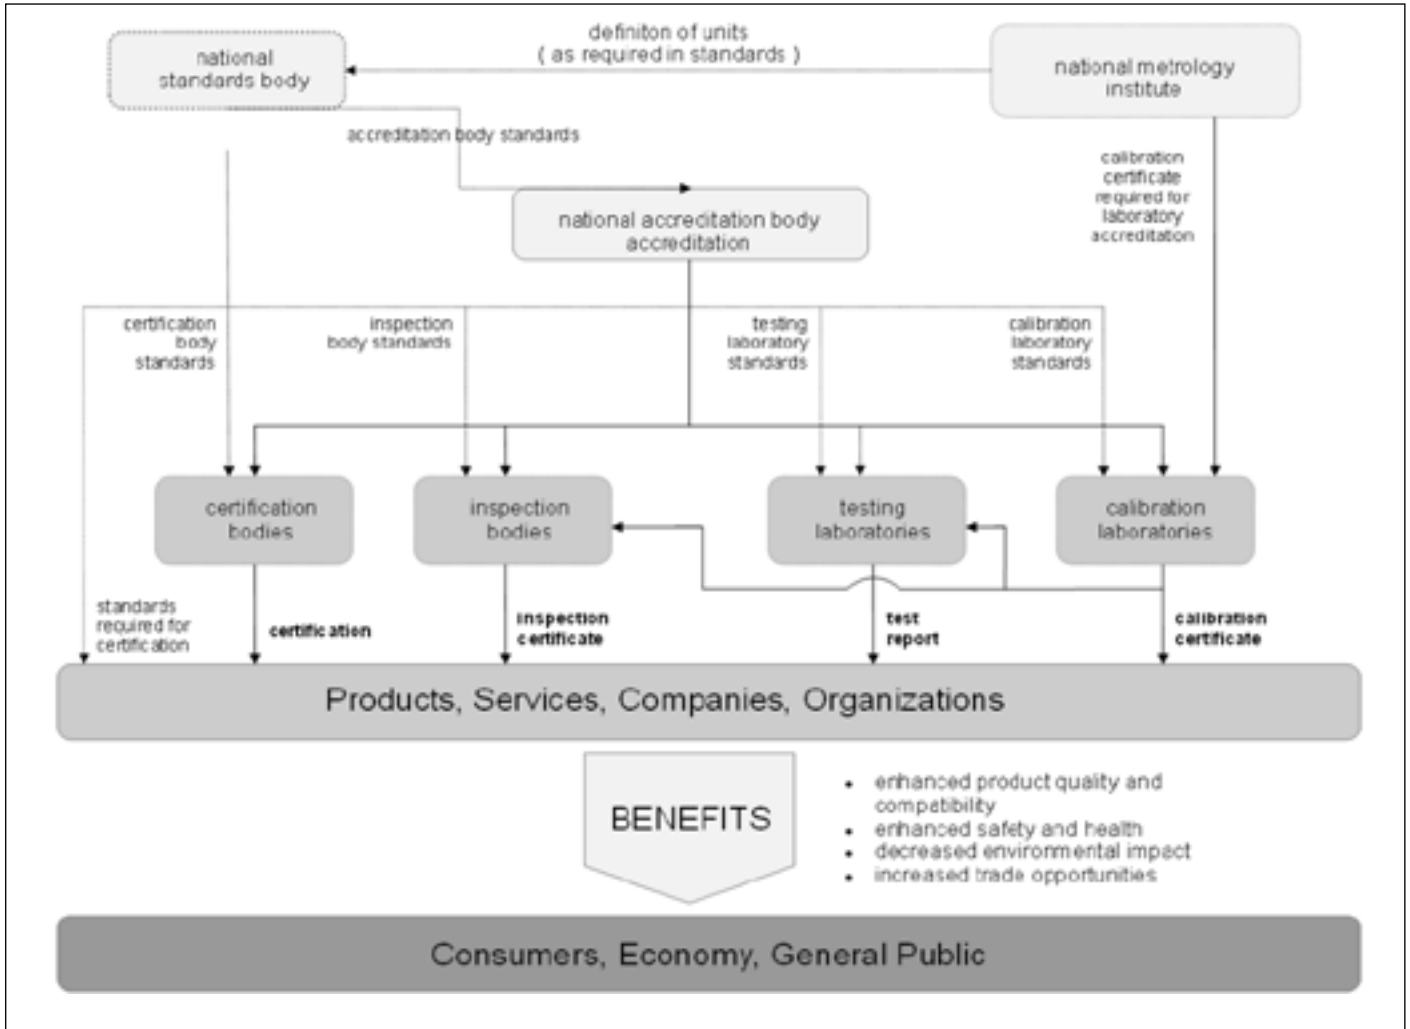 national
standards body
definiton of units
( as required in standards )
national metrology
institute
accreditation body standards
calibration
certificate
required for
laboratory
accreditation
national accreditation body
accreditation
certification
body
standards
inspection
body standards
testing
laboratory
standards
calibration
laboratory
standards
certification
bodies
inspection
bodies
testing
laboratories
calibration
laboratories
standards
required for
certification
certification
inspection
certificate
test
report
calibration
certificate
Products, Services, Companies, Organizations
BENEFITS
• enhanced product quality and
compatibility
• enhanced safety and health
• decreased environmental impact
• increased trade opportunities
Consumers, Economy, General Public